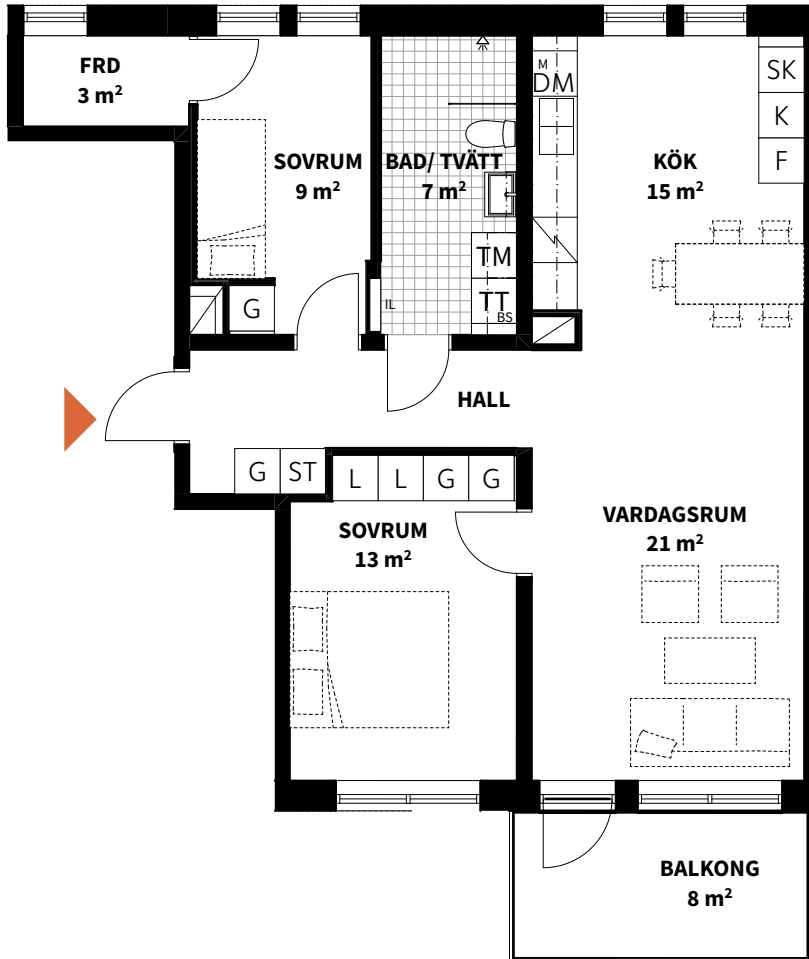 FRD
3 m²
SOVRUM
9 m²
BAD/ TVÄTT
7 m²
M
DM
KÖK
15 m²
SK
K
F
TM
TT
BS
IL
G
HALL
G
ST
L
L
G
G
SOVRUM
13 m²
VARDAGSRUM
21 m²
BALKONG
8 m²